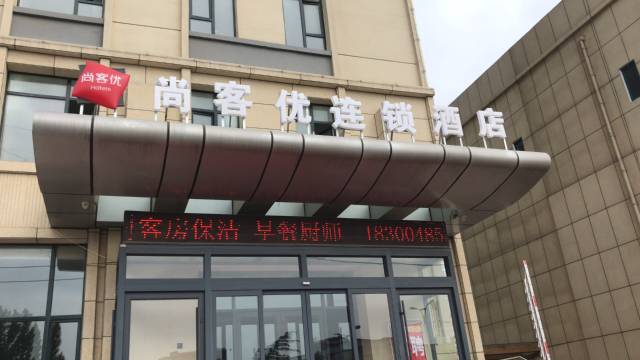 尚客优
Hotels
尚客优连锁酒店
客房保洁 早餐厨师 18300485